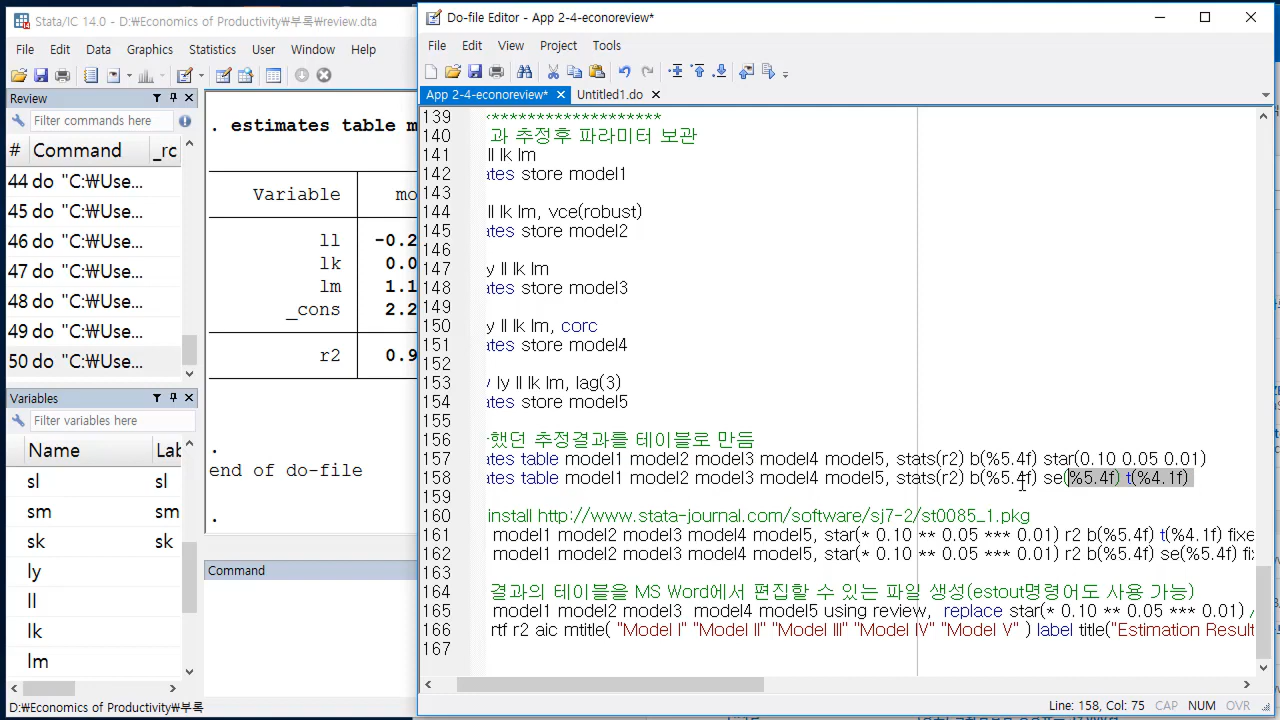 Stata/IC 14.0 - D:₩Economics of Productivity₩부록₩review.dta
File Edit Data Graphics Statistics User Window Help
Review
Filter commands here
# Command _rc
44 do "C:₩Use...
45 do "C:₩Use...
46 do "C:₩Use...
47 do "C:₩Use...
48 do "C:₩Use...
49 do "C:₩Use...
50 do "C:₩Use...
Variables
Filter variables here
Name Lab
sl sl
sm sm
sk sk
ly ly
ll ll
lk lk
lm lm
. estimates table m
Variable mo
ll -0.2
lk 0.0
lm 1.1
_cons 2.2
r2 0.9
.
end of do-file
.
Command
D:₩Economics of Productivity₩부록
Do-file Editor - App 2-4-econoreview*
File Edit View Project Tools
App 2-4-econoreview* Untitled1.do
139 ********************
140 과 추정후 파라미터 보관
141 ll lk lm
142 ates store model1
143
144 ll lk lm, vce(robust)
145 ates store model2
146
147 y ll lk lm
148 ates store model3
149
150 y ll lk lm, corc
151 ates store model4
152
153 ly ll lk lm, lag(3)
154 ates store model5
155
156 했던 추정결과를 테이블로 만듬
157 ates table model1 model2 model3 model4 model5, stats(r2) b(%5.4f) star(0.10 0.05 0.01)
158 ates table model1 model2 model3 model4 model5, stats(r2) b(%5.4f) se(%5.4f) t(%4.1f)
160 install http://www.stata-journal.com/software/sj7-2/st0085_1.pkg
161 model1 model2 model3 model4 model5, star(* 0.10 ** 0.05 *** 0.01) r2 b(%5.4f) t(%4.1f) fixe
162 model1 model2 model3 model4 model5, star(* 0.10 ** 0.05 *** 0.01) r2 b(%5.4f) se(%5.4f) fi
163
164 결과의 테이블을 MS Word에서 편집할 수 있는 파일 생성(estout명령어도 사용 가능)
165 model1 model2 model3 model4 model5 using review, replace star(* 0.10 ** 0.05 *** 0.01) /
166 rtf r2 aic mtitle( "Model I" "Model II" "Model III" "Model IV" "Model V" ) label title("Estimation Result
167
Line: 158, Col: 75 CAP NUM OVR